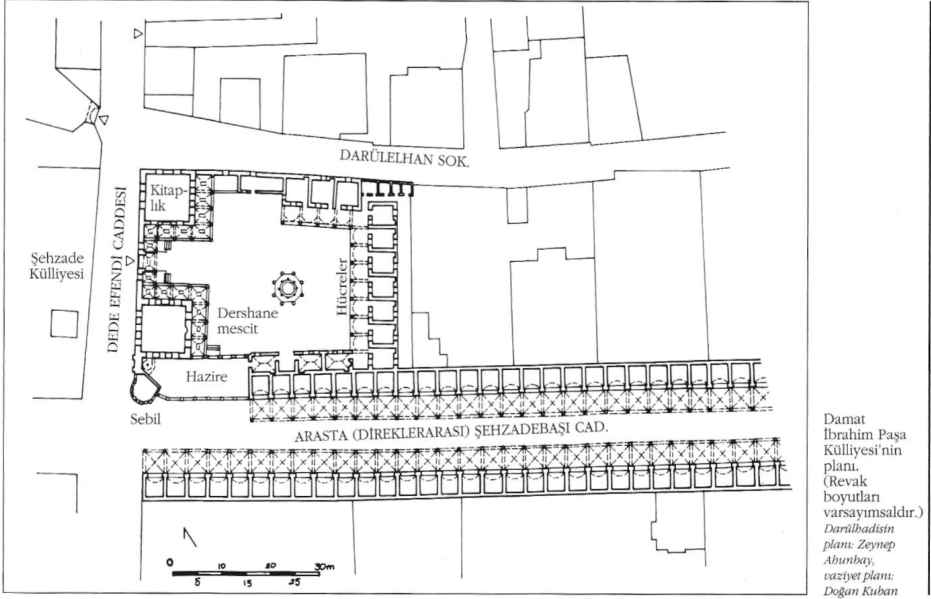 DARÜLELHAN SOK.
Kitap-
lık
DEDE EFENDİ CADDESİ
Şehzade
Külliyesi
Hücreler
Dershane
mescit
Hazire
Sebil
ARASTA (DİREKLERARASI) ŞEHZADEBAŞI CAD.
N
0 10 20 30m
5 15 25
Damat
İbrahim Paşa
Külliyesi'nin
planı.
(Revak
boyutları
varsayımsaldır.)
Darülhadisin
planı: Zeynep
Ahunbay,
vaziyet planı:
Doğan Kuban